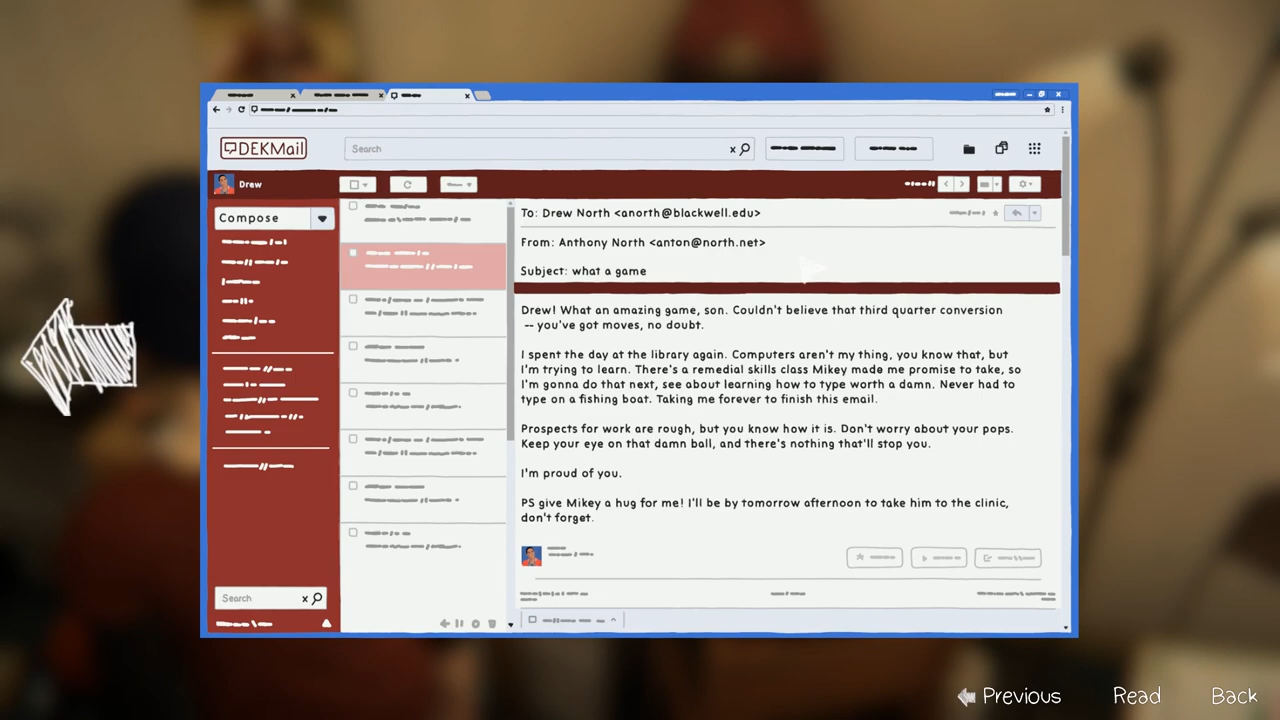 DEKMail
Search
x
Drew
Compose
To: Drew North <anorth@blackwell.edu>
From: Anthony North <anton@north.net>
Subject: what a game
Drew! What an amazing game, son. Couldn't believe that third quarter conversion
-- you've got moves, no doubt.
I spent the day at the library again. Computers aren't my thing, you know that, but
I'm trying to learn. There's a remedial skills class Mikey made me promise to take, so
I'm gonna do that next, see about learning how to type worth a damn. Never had to
type on a fishing boat. Taking me forever to finish this email.
Prospects for work are rough, but you know how it is. Don't worry about your pops.
Keep your eye on that damn ball, and there's nothing that'll stop you.
I'm proud of you.
PS give Mikey a hug for me! I'll be by tomorrow afternoon to take him to the clinic,
don't forget.
Search
x
Previous
Read
Back